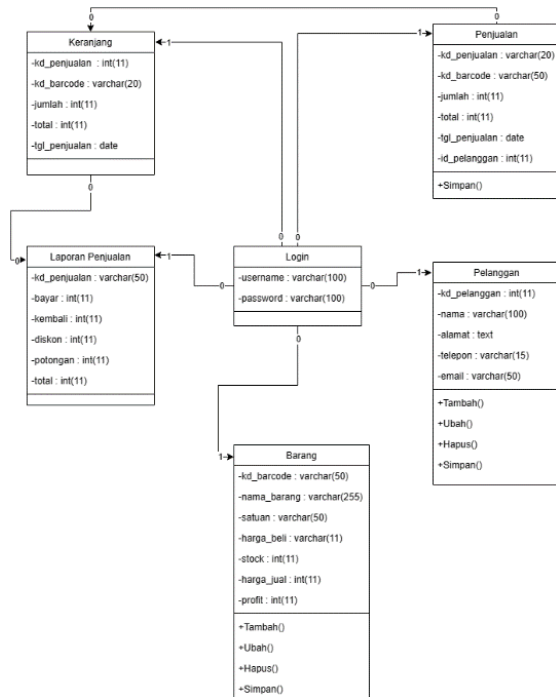 0
0
Keranjang
-kd_penjualan : int(11)
-kd_barcode : varchar(20)
-jumlah : int(11)
-total : int(11)
-tgl_penjualan : date
1
0
1
Penjualan
-kd_penjualan : varchar(20)
-kd_barcode : varchar(50)
-jumlah : int(11)
-total : int(11)
-tgl_penjualan : date
-id_pelanggan : int(11)
+Simpan()
0
0
0
0
Laporan Penjualan
-kd_penjualan : varchar(50)
-bayar : int(11)
-kembali : int(11)
-diskon : int(11)
-potongan : int(11)
-total : int(11)
1
0
Login
-username : varchar(100)
-password : varchar(100)
0
1
0
Pelanggan
-kd_pelanggan : int(11)
-nama : varchar(100)
-alamat : text
-telepon : varchar(15)
-email : varchar(50)
+Tambah()
+Ubah()
+Hapus()
+Simpan()
1
Barang
-kd_barcode : varchar(50)
-nama_barang : varchar(255)
-satuan : varchar(50)
-harga_beli : varchar(11)
-stock : int(11)
-harga_jual : int(11)
-profit : int(11)
+Tambah()
+Ubah()
+Hapus()
+Simpan()